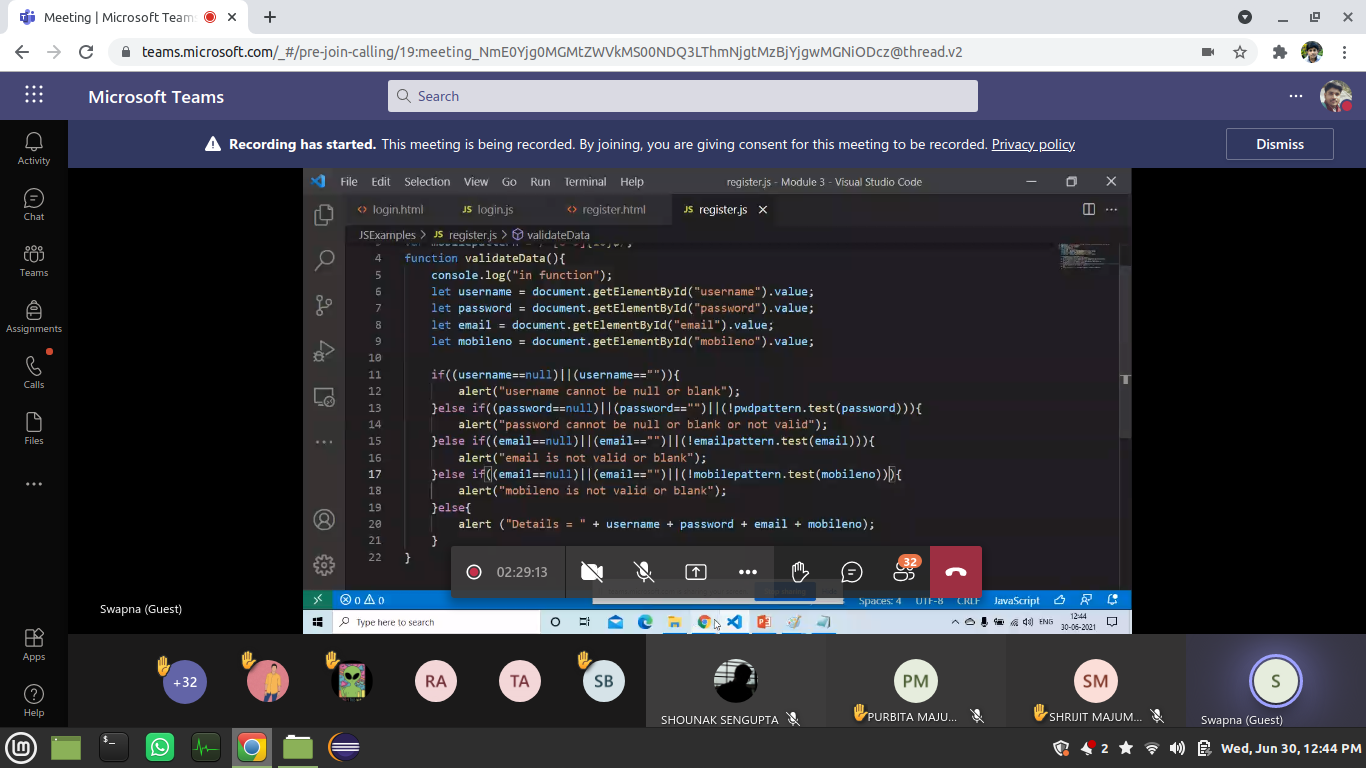 Meeting | Microsoft Teams
teams.microsoft.com/_#/pre-join-calling/19:meeting_NmE0Yjg0MGMtZWVkMS00NDQ3LThmNjgtMzBjYjgwMGNiODcz@thread.v2
Microsoft Teams
Search
Recording has started. This meeting is being recorded. By joining, you are giving consent for this meeting to be recorded. Privacy policy
Dismiss
Activity
Chat
Teams
Assignments
Calls
Files
Apps
Help
File Edit Selection View Go Run Terminal Help
register.js - Module 3 - Visual Studio Code
login.html
JS login.js
register.html
JS register.js
JSExamples > JS register.js > validateData
4 function validateData(){
5 console.log("in function");
6 let username = document.getElementById("username").value;
7 let password = document.getElementById("password").value;
8 let email = document.getElementById("email").value;
9 let mobileno = document.getElementById("mobileno").value;
10
11 if((username==null)||(username=="")){
12 alert("username cannot be null or blank");
13 }else if((password==null)||(password=="")||(!pwdpattern.test(password))){
14 alert("password cannot be null or blank or not valid");
15 }else if((email==null)||(email=="")||(!emailpattern.test(email))){
16 alert("email is not valid or blank");
17 }else if((email==null)||(email=="")||(!mobilepattern.test(mobileno))){
18 alert("mobileno is not valid or blank");
19 }else{
20 alert ("Details = " + username + password + email + mobileno);
21 }
22 }
02:29:13
32
0 0
Spaces: 4 UTF-8 CRLF JavaScript
Type here to search
ENG
12:44
30-06-2021
Swapna (Guest)
+32
RA
TA
SB
SHOUNAK SENGUPTA
PM
PURBITA MAJU...
SM
SHRIJIT MAJUM...
S
Swapna (Guest)
2
Wed, Jun 30, 12:44 PM